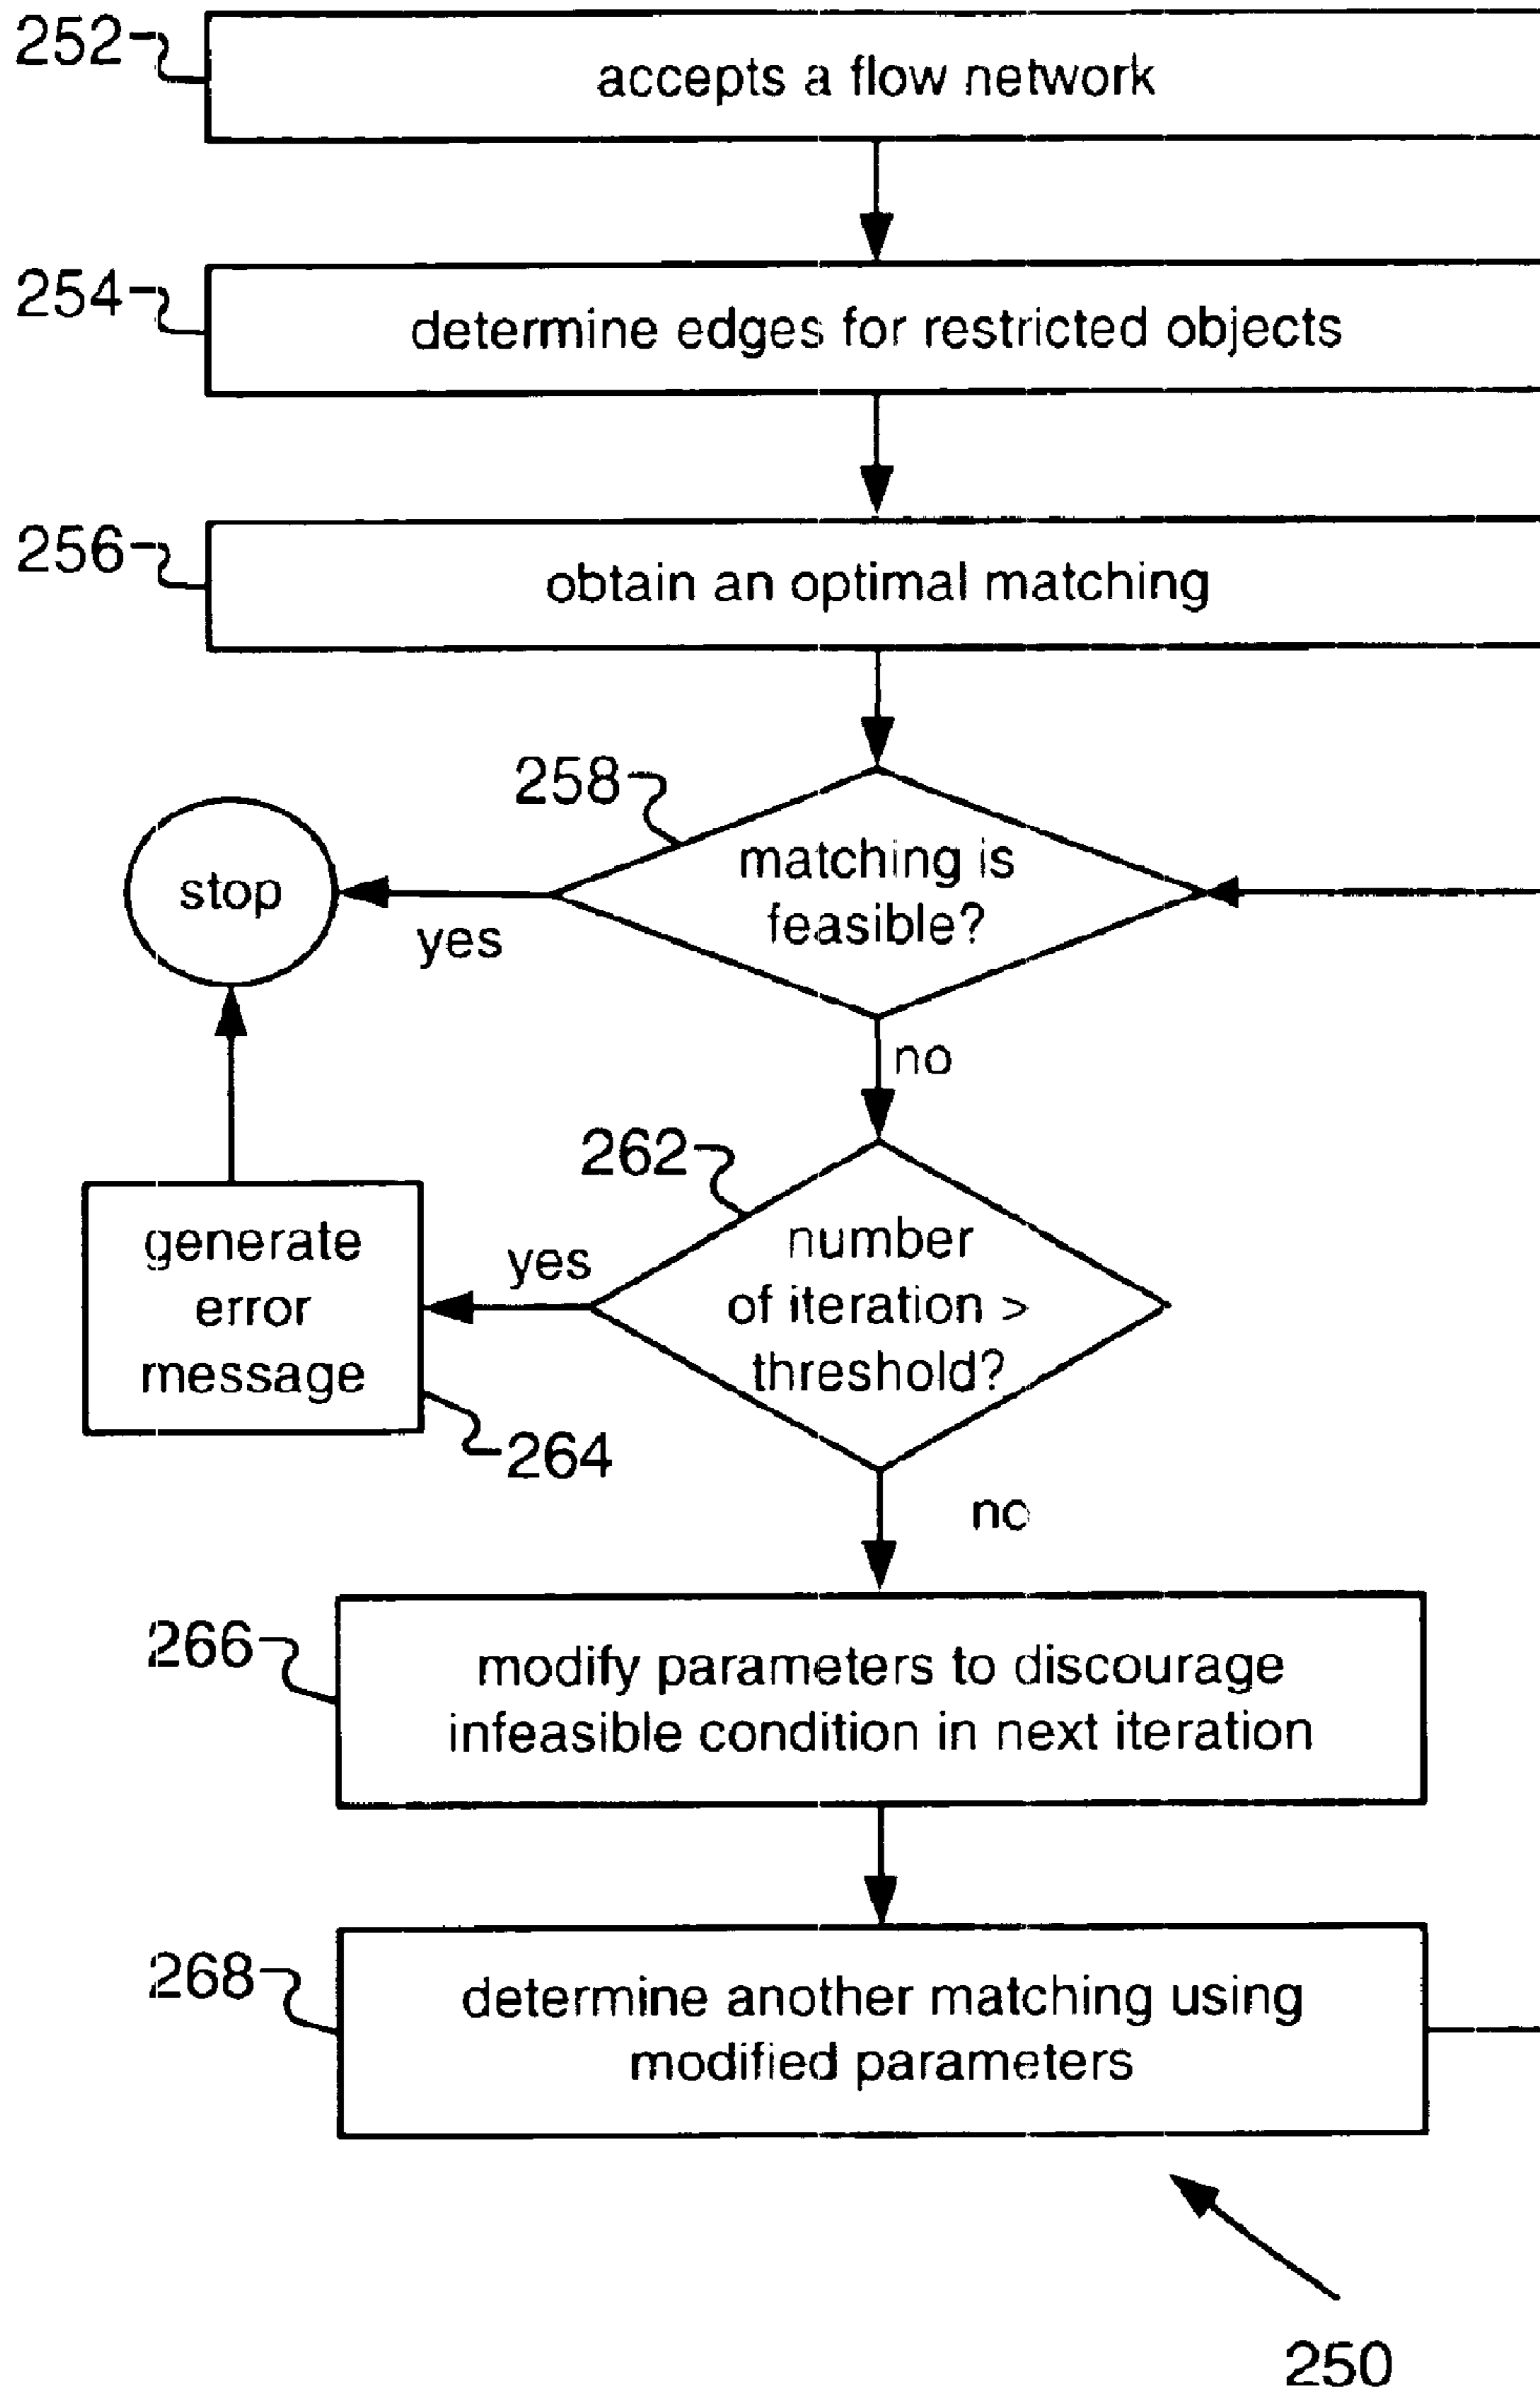 252
accepts a flow network
254
determine edges for restricted objects
256
obtain an optimal matching
258
matching is
feasible?
stop
yes
no
262
number
of iteration >
threshold?
yes
generate
error
message
264
no
266
modify parameters to discourage
infeasible condition in next iteration
268
determine another matching using
modified parameters
250